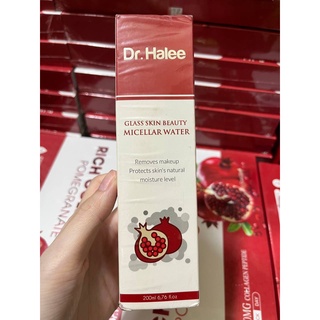 Dr.Halee
GLASS SKIN BEAUTY
MICELLAR WATER
Removes makeup
Protects skin's natural
moisture level
200ml 6.76 fl.oz
RICH
POMEGRANATE
COLLAGEN PEPTIDE
DAY